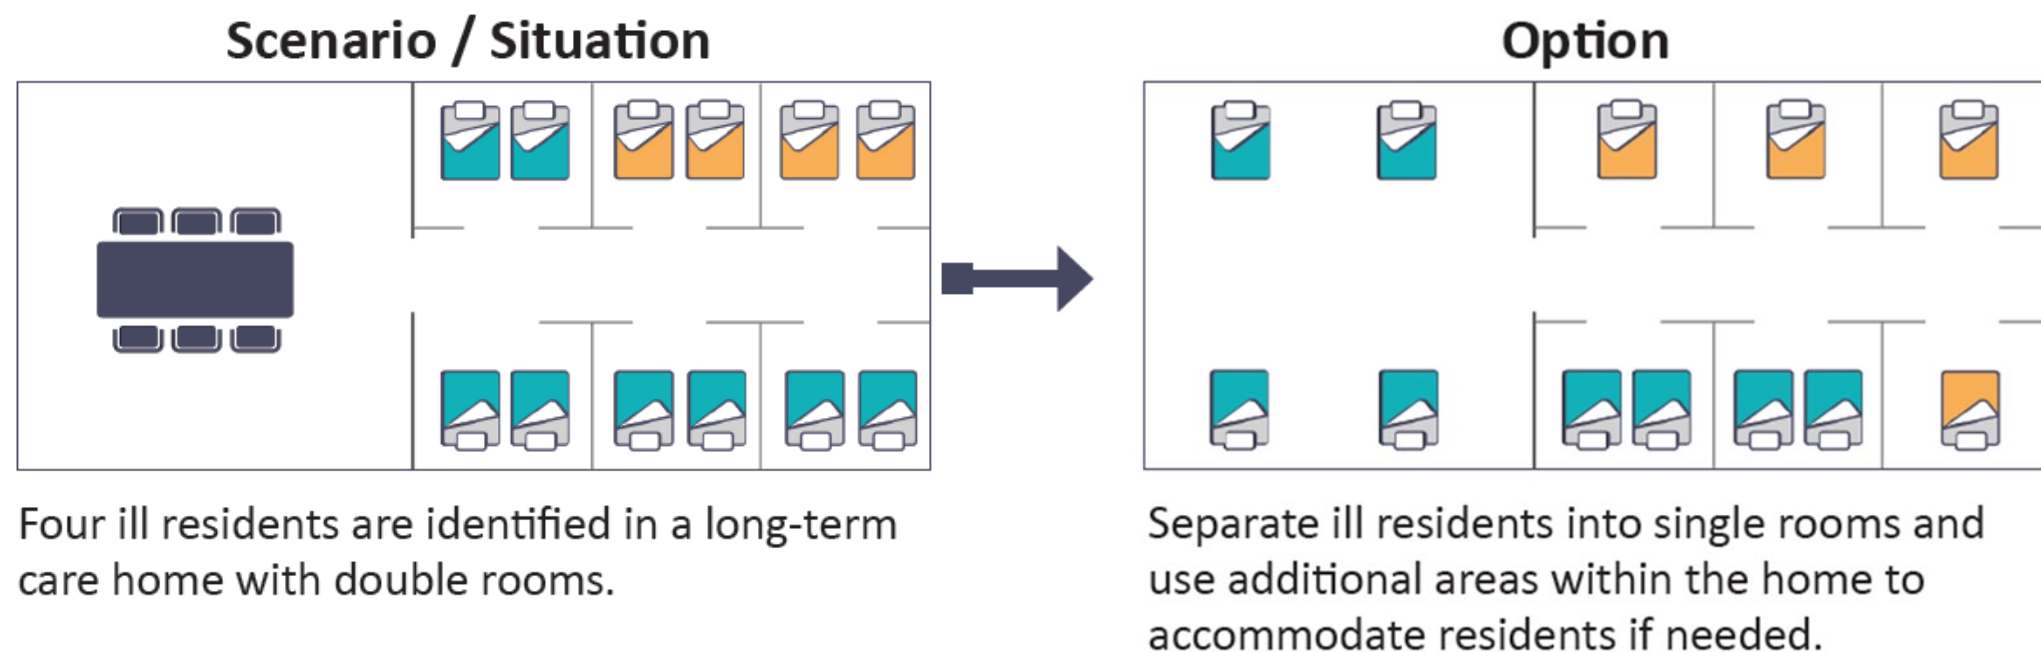 Scenario / Situation
Four ill residents are identified in a long-term
care home with double rooms.
Option
Separate ill residents into single rooms and
use additional areas within the home to
accommodate residents if needed.